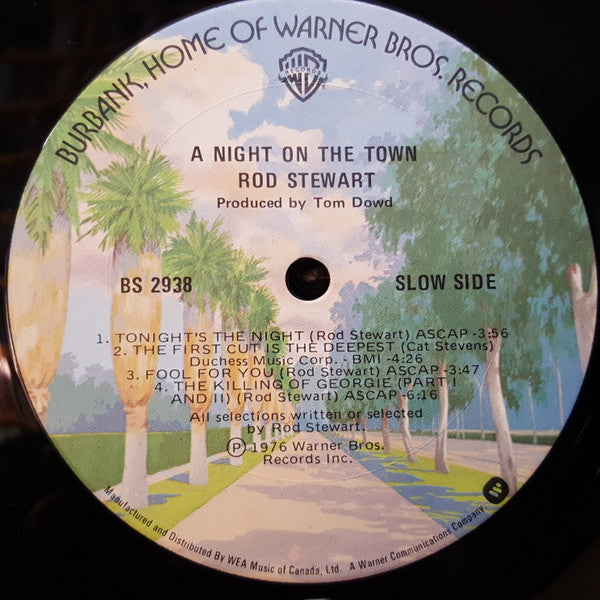 BURBANK, HOME OF WARNER BROS. RECORDS
RECORDS
A NIGHT ON THE TOWN
ROD STEWART
Produced by Tom Dowd
BS 2938
SLOW SIDE
1. TONIGHT'S THE NIGHT (Rod Stewart) ASCAP -3:56
2. THE FIRST CUT IS THE DEEPEST (Cat Stevens)
Duchess Music Corp. - BMI -4:26
3. FOOL FOR YOU (Rod Stewart) ASCAP -3:47
4. THE KILLING OF GEORGIE (PART I
AND II) (Rod Stewart) ASCAP -6:16
All selections written or selected
by Rod Stewart.
Ⓟ 1976 Warner Bros.
Records Inc.
Manufactured and Distributed By WEA Music of Canada, Ltd. A Warner Communications Company